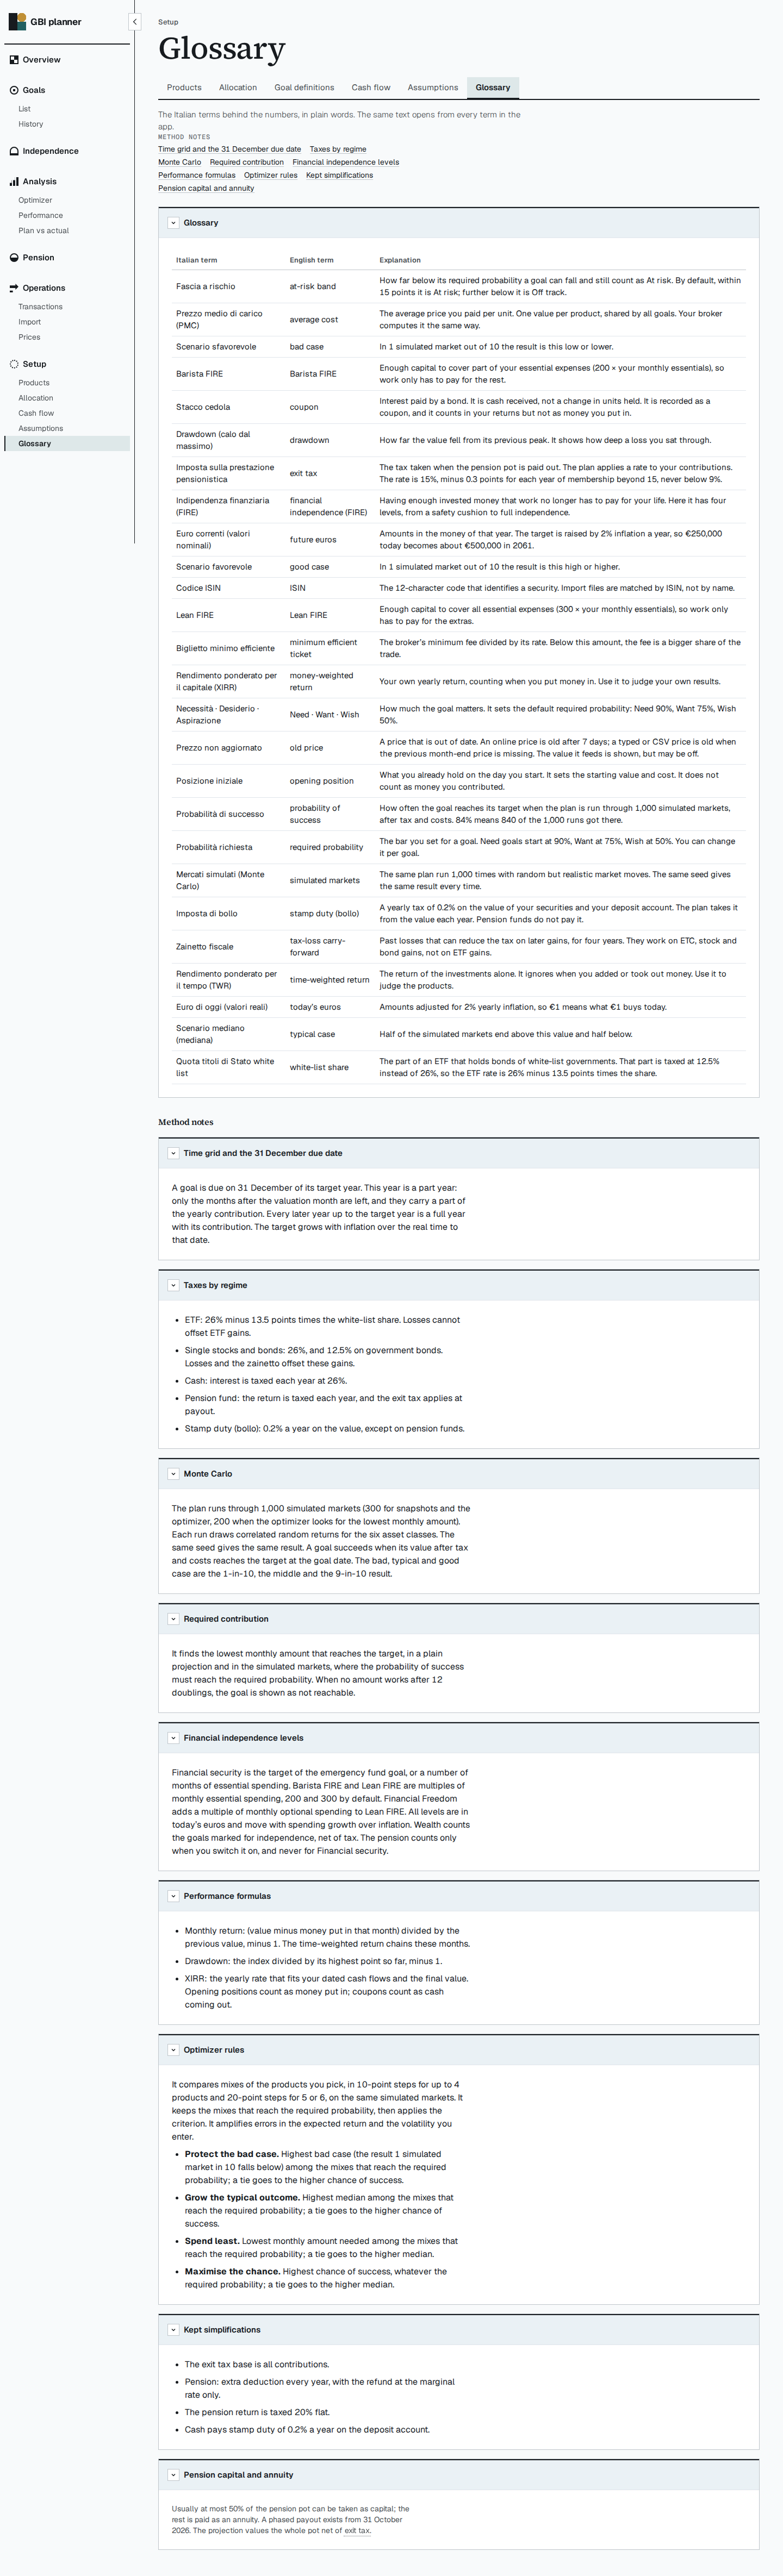 GBI planner
Overview
Goals
List
History
Independence
Analysis
Optimizer
Performance
Plan vs actual
Pension
Operations
Transactions
Import
Prices
Setup
Products
Allocation
Cash flow
Assumptions
Glossary
Setup
Glossary
Products Allocation Goal definitions Cash flow Assumptions Glossary
The Italian terms behind the numbers, in plain words. The same text opens from every term in the
app.
METHOD NOTES
Time grid and the 31 December due date Taxes by regime
Monte Carlo Required contribution Financial independence levels
Performance formulas Optimizer rules Kept simplifications
Pension capital and annuity
Glossary
Italian term English term Explanation
Fascia a rischio at-risk band How far below its required probability a goal can fall and still count as At risk. By default, within
15 points it is At risk; further below it is Off track.
Prezzo medio di carico
(PMC) average cost The average price you paid per unit. One value per product, shared by all goals. Your broker
computes it the same way.
Scenario sfavorevole bad case In 1 simulated market out of 10 the result is this low or lower.
Barista FIRE Barista FIRE Enough capital to cover part of your essential expenses (200 × your monthly essentials), so
work only has to pay for the rest.
Stacco cedola coupon Interest paid by a bond. It is cash received, not a change in units held. It is recorded as a
coupon, and it counts in your returns but not as money you put in.
Drawdown (calo dal
massimo) drawdown How far the value fell from its previous peak. It shows how deep a loss you sat through.
Imposta sulla prestazione
pensionistica exit tax The tax taken when the pension pot is paid out. The plan applies a rate to your contributions.
The rate is 15%, minus 0.3 points for each year of membership beyond 15, never below 9%.
Indipendenza finanziaria
(FIRE) financial
independence (FIRE) Having enough invested money that work no longer has to pay for your life. Here it has four
levels, from a safety cushion to full independence.
Euro correnti (valori
nominali) future euros Amounts in the money of that year. The target is raised by 2% inflation a year, so €250,000
today becomes about €500,000 in 2061.
Scenario favorevole good case In 1 simulated market out of 10 the result is this high or higher.
Codice ISIN ISIN The 12-character code that identifies a security. Import files are matched by ISIN, not by name.
Lean FIRE Lean FIRE Enough capital to cover all essential expenses (300 × your monthly essentials), so work only
has to pay for the extras.
Biglietto minimo efficiente minimum efficient
ticket The broker's minimum fee divided by its rate. Below this amount, the fee is a bigger share of the
trade.
Rendimento ponderato per
il capitale (XIRR) money-weighted
return Your own yearly return, counting when you put money in. Use it to judge your own results.
Necessità · Desiderio ·
Aspirazione Need · Want · Wish How much the goal matters. It sets the default required probability: Need 90%, Want 75%, Wish
50%.
Prezzo non aggiornato old price A price that is out of date. An online price is old after 7 days; a typed or CSV price is old when
the previous month-end price is missing. The value it feeds is shown, but may be off.
Posizione iniziale opening position What you already hold on the day you start. It sets the starting value and cost. It does not
count as money you contributed.
Probabilità di successo probability of
success How often the goal reaches its target when the plan is run through 1,000 simulated markets,
after tax and costs. 84% means 840 of the 1,000 runs got there.
Probabilità richiesta required probability The bar you set for a goal. Need goals start at 90%, Want at 75%, Wish at 50%. You can change
it per goal.
Mercati simulati (Monte
Carlo) simulated markets The same plan run 1,000 times with random but realistic market moves. The same seed gives
the same result every time.
Imposta di bollo stamp duty (bollo) A yearly tax of 0.2% on the value of your securities and your deposit account. The plan takes it
from the value each year. Pension funds do not pay it.
Zainetto fiscale tax-loss carry-
forward Past losses that can reduce the tax on later gains, for four years. They work on ETC, stock and
bond gains, not on ETF gains.
Rendimento ponderato per
il tempo (TWR) time-weighted return The return of the investments alone. It ignores when you added or took out money. Use it to
judge the products.
Euro di oggi (valori reali) today's euros Amounts adjusted for 2% yearly inflation, so €1 means what €1 buys today.
Scenario mediano
(mediana) typical case Half of the simulated markets end above this value and half below.
Quota titoli di Stato white
list white-list share The part of an ETF that holds bonds of white-list governments. That part is taxed at 12.5%
instead of 26%, so the ETF rate is 26% minus 13.5 points times the share.
Method notes
Time grid and the 31 December due date
A goal is due on 31 December of its target year. This year is a part year:
only the months after the valuation month are left, and they carry a part of
the yearly contribution. Every later year up to the target year is a full year
with its contribution. The target grows with inflation over the real time to
that date.
Taxes by regime
• ETF: 26% minus 13.5 points times the white-list share. Losses cannot
offset ETF gains.
• Single stocks and bonds: 26%, and 12.5% on government bonds.
Losses and the zainetto offset these gains.
• Cash: interest is taxed each year at 26%.
• Pension fund: the return is taxed each year, and the exit tax applies at
payout.
• Stamp duty (bollo): 0.2% a year on the value, except on pension funds.
Monte Carlo
The plan runs through 1,000 simulated markets (300 for snapshots and the
optimizer, 200 when the optimizer looks for the lowest monthly amount).
Each run draws correlated random returns for the six asset classes. The
same seed gives the same result. A goal succeeds when its value after tax
and costs reaches the target at the goal date. The bad, typical and good
case are the 1-in-10, the middle and the 9-in-10 result.
Required contribution
It finds the lowest monthly amount that reaches the target, in a plain
projection and in the simulated markets, where the probability of success
must reach the required probability. When no amount works after 12
doublings, the goal is shown as not reachable.
Financial independence levels
Financial security is the target of the emergency fund goal, or a number of
months of essential spending. Barista FIRE and Lean FIRE are multiples of
monthly essential spending, 200 and 300 by default. Financial Freedom
adds a multiple of monthly optional spending to Lean FIRE. All levels are in
today's euros and move with spending growth over inflation. Wealth counts
the goals marked for independence, net of tax. The pension counts only
when you switch it on, and never for Financial security.
Performance formulas
• Monthly return: (value minus money put in that month) divided by the
previous value, minus 1. The time-weighted return chains these months.
• Drawdown: the index divided by its highest point so far, minus 1.
• XIRR: the yearly rate that fits your dated cash flows and the final value.
Opening positions count as money put in; coupons count as cash
coming out.
Optimizer rules
It compares mixes of the products you pick, in 10-point steps for up to 4
products and 20-point steps for 5 or 6, on the same simulated markets. It
keeps the mixes that reach the required probability, then applies the
criterion. It amplifies errors in the expected return and the volatility you
enter.
• Protect the bad case. Highest bad case (the result 1 simulated
market in 10 falls below) among the mixes that reach the required
probability; a tie goes to the higher chance of success.
• Grow the typical outcome. Highest median among the mixes that
reach the required probability; a tie goes to the higher chance of
success.
• Spend least. Lowest monthly amount needed among the mixes that
reach the required probability; a tie goes to the higher median.
• Maximise the chance. Highest chance of success, whatever the
required probability; a tie goes to the higher median.
Kept simplifications
• The exit tax base is all contributions.
• Pension: extra deduction every year, with the refund at the marginal
rate only.
• The pension return is taxed 20% flat.
• Cash pays stamp duty of 0.2% a year on the deposit account.
Pension capital and annuity
Usually at most 50% of the pension pot can be taken as capital; the
rest is paid as an annuity. A phased payout exists from 31 October
2026. The projection values the whole pot net of exit tax.